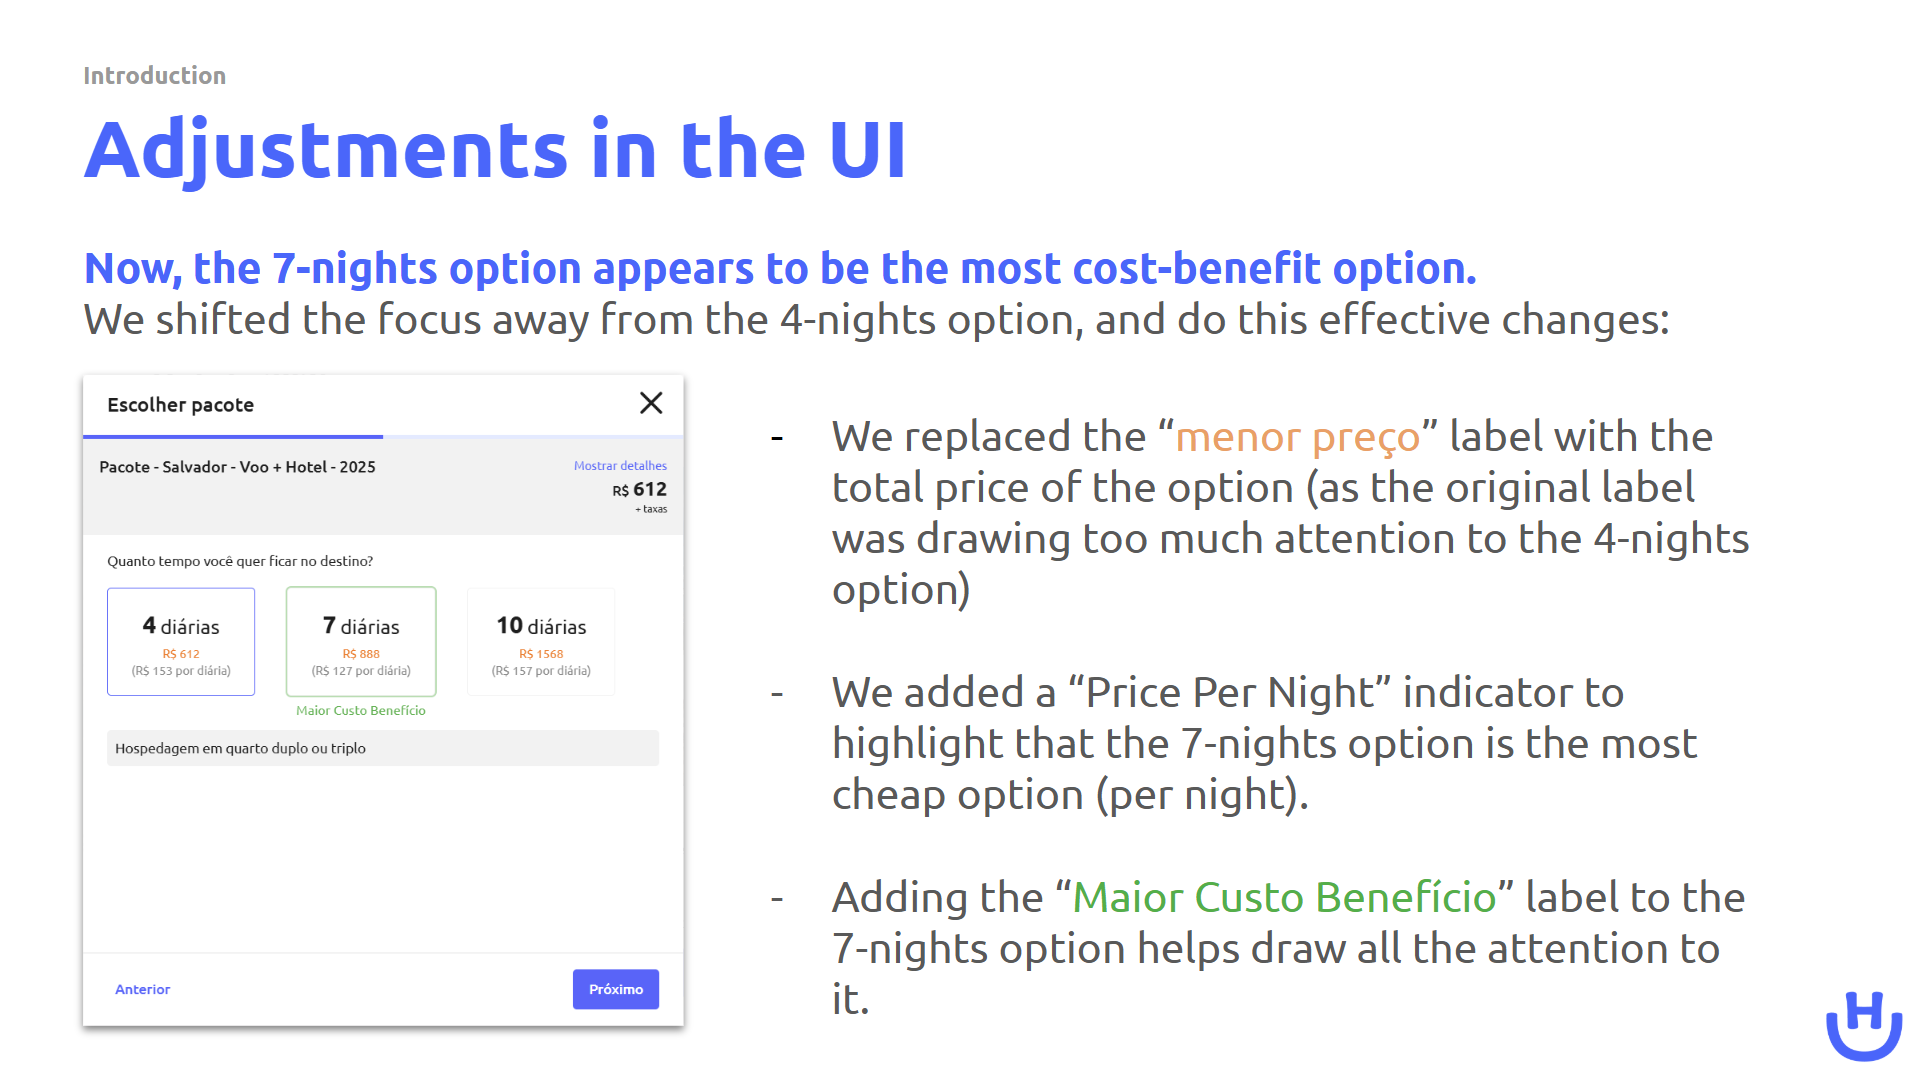 Introduction
Adjustments in the UI
Now, the 7-nights option appears to be the most cost-benefit option.
We shifted the focus away from the 4-nights option, and do this effective changes:
Escolher pacote
Pacote - Salvador - Voo + Hotel - 2025
Mostrar detalhes
R$ 612
+ taxas
Quanto tempo você quer ficar no destino?
4 diárias
R$ 612
(R$ 153 por diária)
7 diárias
R$ 888
(R$ 127 por diária)
Maior Custo Benefício
10 diárias
R$ 1568
(R$ 157 por diária)
Hospedagem em quarto duplo ou triplo
Anterior
Próximo
- We replaced the “menor preço” label with the
total price of the option (as the original label
was drawing too much attention to the 4-nights
option)
- We added a “Price Per Night” indicator to
highlight that the 7-nights option is the most
cheap option (per night).
- Adding the “Maior Custo Benefício” label to the
7-nights option helps draw all the attention to
it.
H